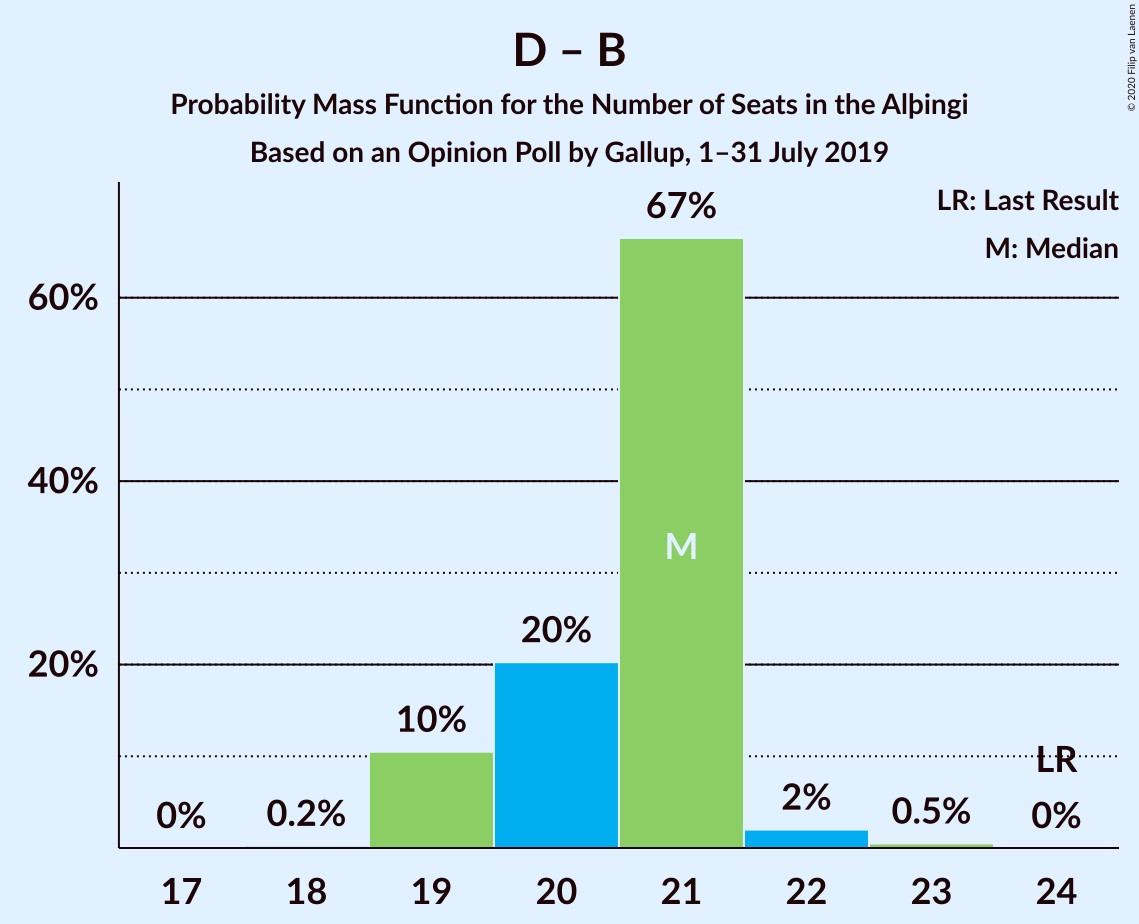 D – B
Probability Mass Function for the Number of Seats in the Alþingi
Based on an Opinion Poll by Gallup, 1–31 July 2019
© 2020 Filip van Laenen
LR: Last Result
M: Median
67%
60%
40%
M
20%
20%
10%
LR
2%
0.5%
0.2%
0%
0%
17 18 19 20 21 22 23 24